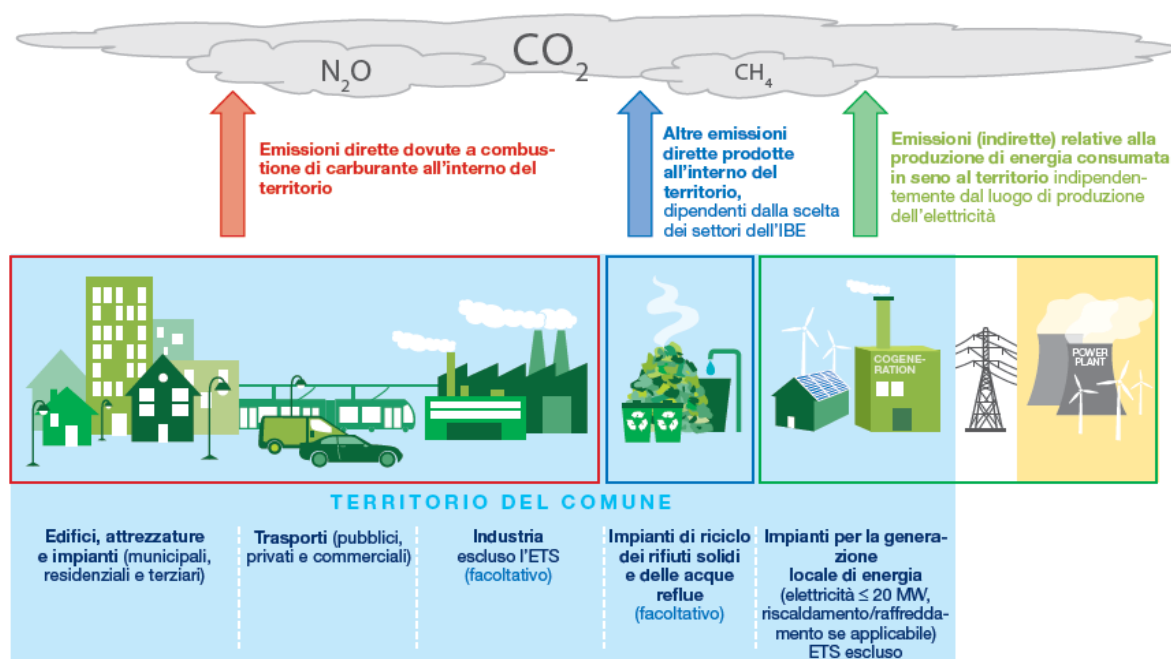 CO₂
N₂O
CH₄
Emissioni dirette dovute a combus-
tione di carburante all'interno del
territorio
Altre emissioni
dirette prodotte
all'interno del
territorio,
dipendenti dalla scelta
dei settori dell'IBE
Emissioni (indirette) relative alla
produzione di energia consumata
in seno al territorio indipenden-
temente dal luogo di produzione
dell'elettricità
COGENE-
RATION
POWER
PLANT
TERRITORIO DEL COMUNE
Edifici, attrezzature
e impianti (municipali,
residenziali e terziari)
Trasporti (pubblici,
privati e commerciali)
Industria
escluso l'ETS
(facoltativo)
Impianti di riciclo
dei rifiuti solidi
e delle acque
reflue
(facoltativo)
Impianti per la genera-
zione
locale di energia
(elettricità ≤ 20 MW,
riscaldamento/raffredda-
mento se applicabile)
ETS escluso